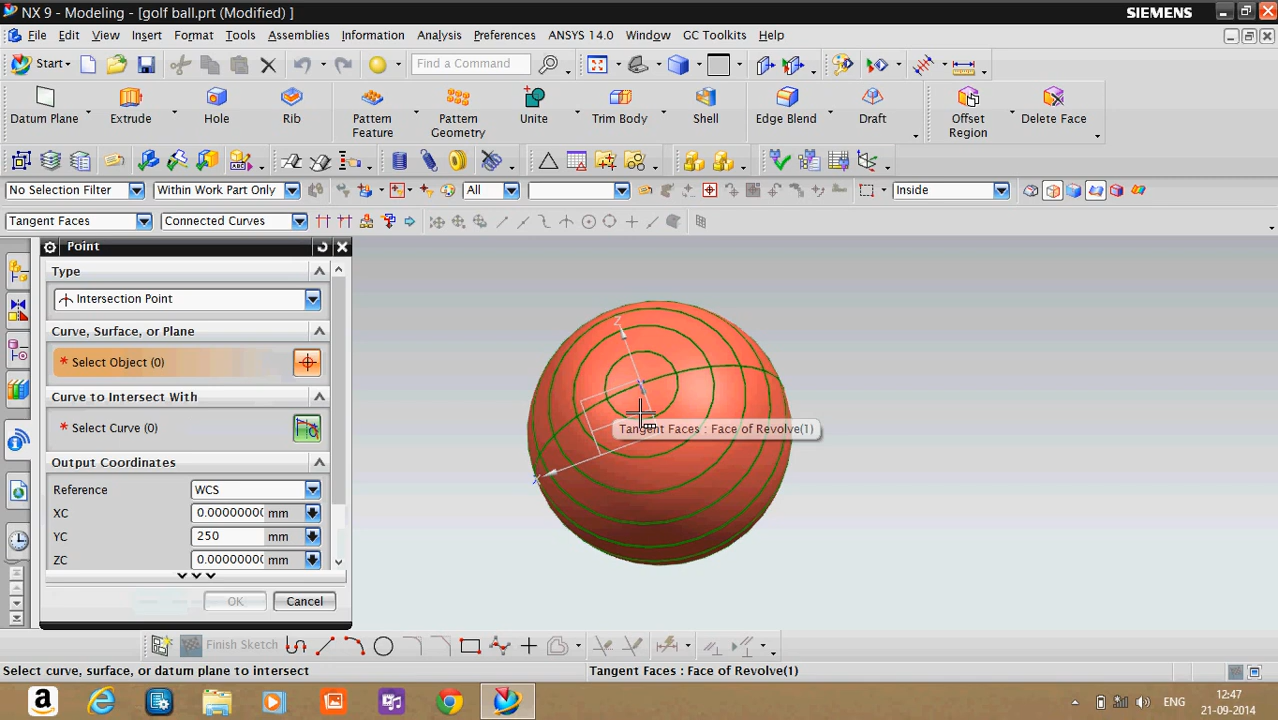 NX 9 - Modeling - [golf ball.prt (Modified) ]
SIEMENS
File Edit View Insert Format Tools Assemblies Information Analysis Preferences ANSYS 14.0 Window GC Toolkits Help
Start
Find a Command
Datum Plane
Extrude
Hole
Rib
Pattern Feature
Pattern Geometry
Unite
Trim Body
Shell
Edge Blend
Draft
Offset Region
Delete Face
No Selection Filter
Within Work Part Only
All
Inside
Tangent Faces
Connected Curves
Point
Type
Intersection Point
Curve, Surface, or Plane
* Select Object (0)
Curve to Intersect With
* Select Curve (0)
Output Coordinates
Reference WCS
XC 0.00000000 mm
YC 250 mm
ZC 0.00000000 mm
OK Cancel
Z
X
Tangent Faces : Face of Revolve(1)
Finish Sketch
Select curve, surface, or datum plane to intersect
Tangent Faces : Face of Revolve(1)
ENG
12:47
21-09-2014